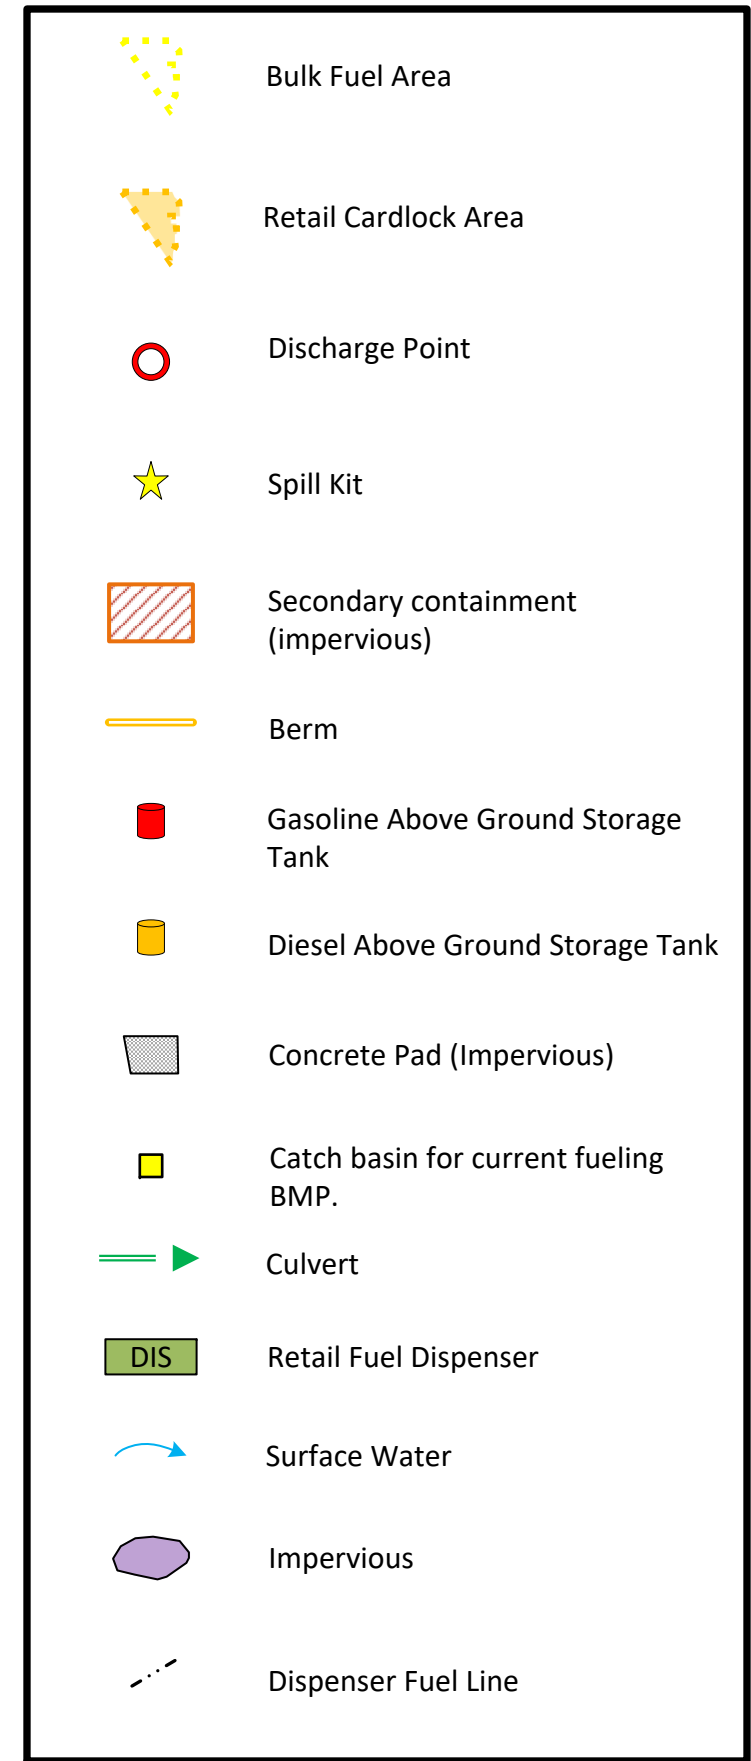 Bulk Fuel Area
Retail Cardlock Area
Discharge Point
Spill Kit
Secondary containment
(impervious)
Berm
Gasoline Above Ground Storage
Tank
Diesel Above Ground Storage Tank
Concrete Pad (Impervious)
Catch basin for current fueling
BMP.
Culvert
DIS Retail Fuel Dispenser
Surface Water
Impervious
Dispenser Fuel Line